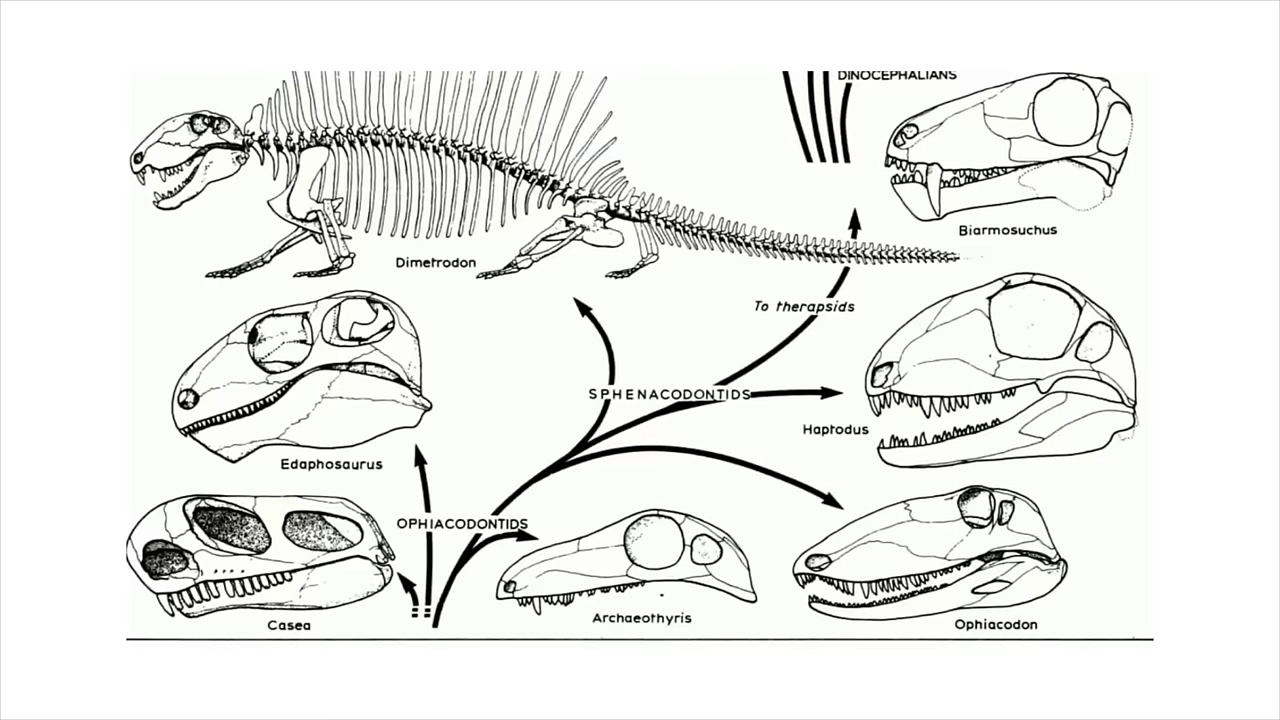 DINOCEPHALIANS
Biarmosuchus
Dimetrodon
To therapsids
SPHENACODONTIDS
Haptodus
Edaphosaurus
OPHIACODONTIDS
Archaeothyris
Casea
Ophiacodon